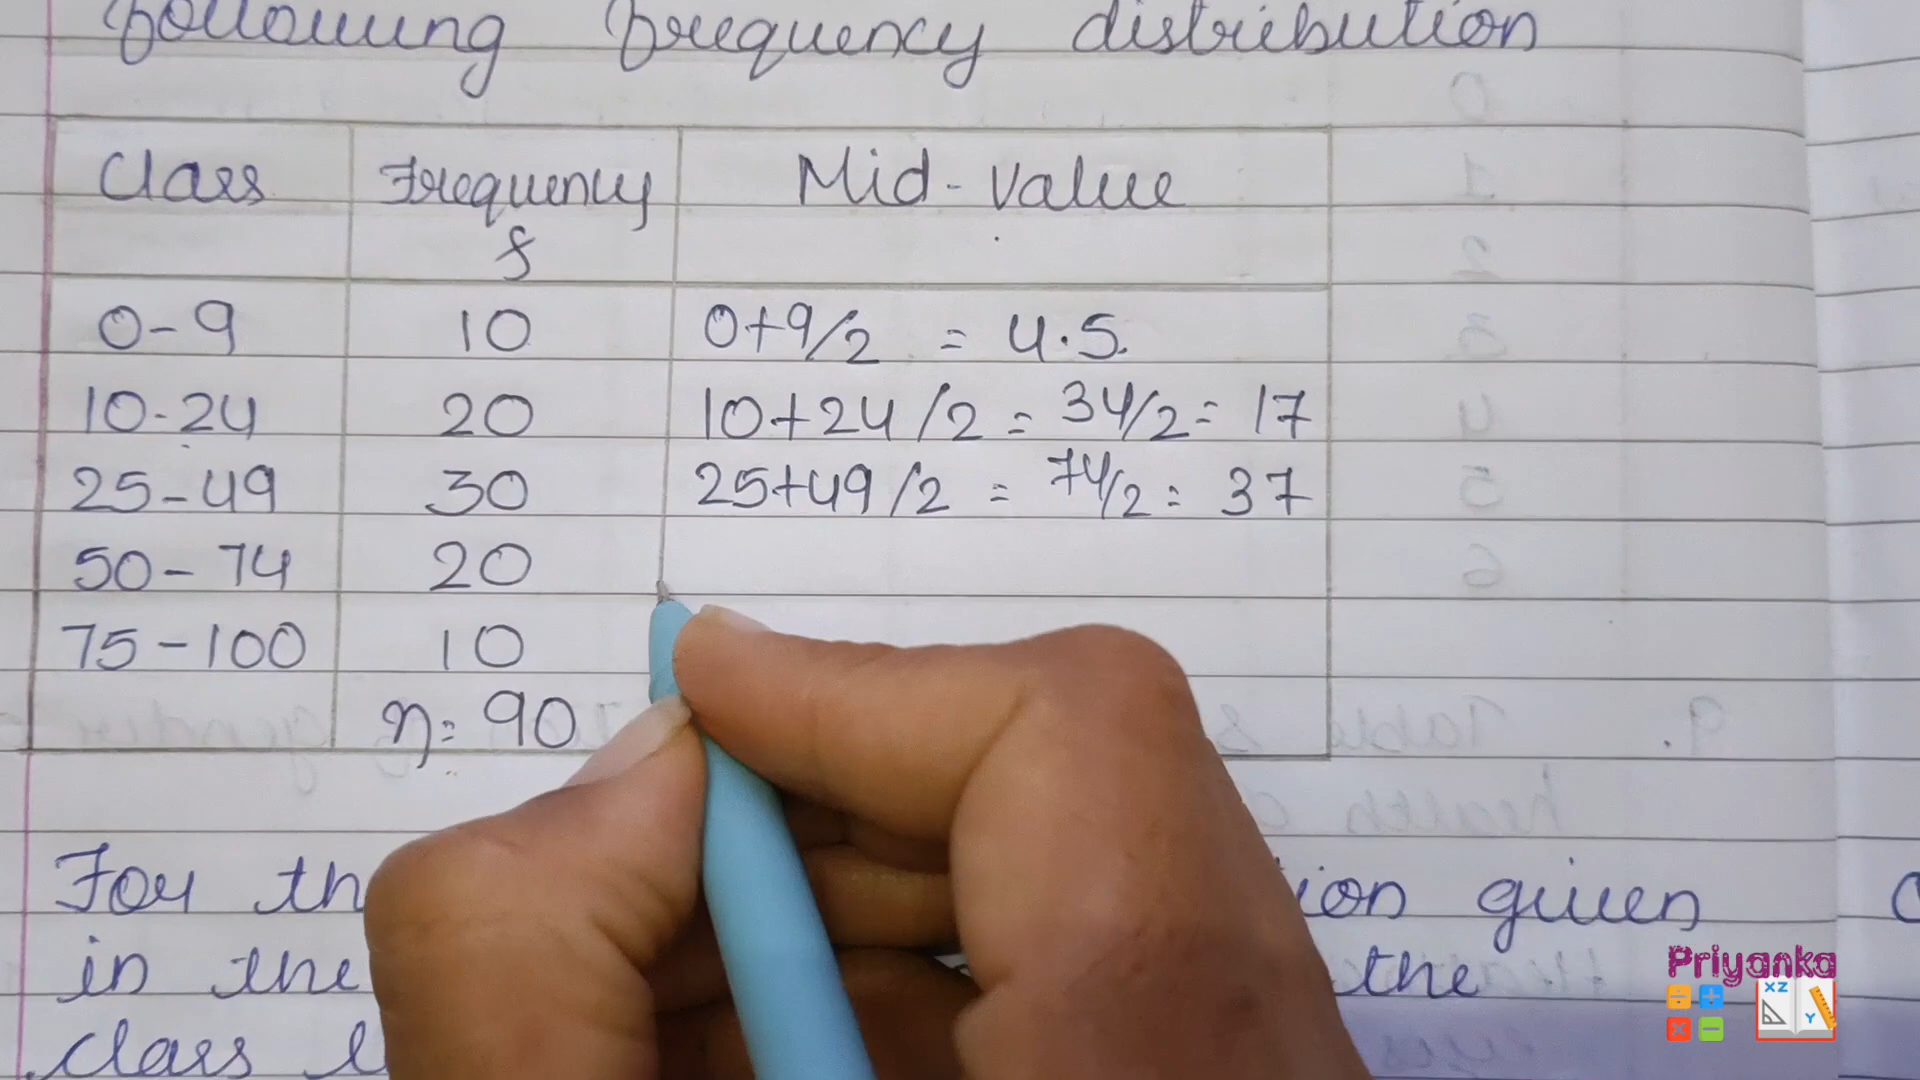 following frequency distribution
Class Frequency Mid-Value
f
0-9 10 0+9/2 = 4.5
10-24 20 10+24/2 = 34/2 = 17
25-49 30 25+49/2 = 74/2 = 37
50-74 20
75-100 10
n = 90
For given
in the the
class
Priyanka